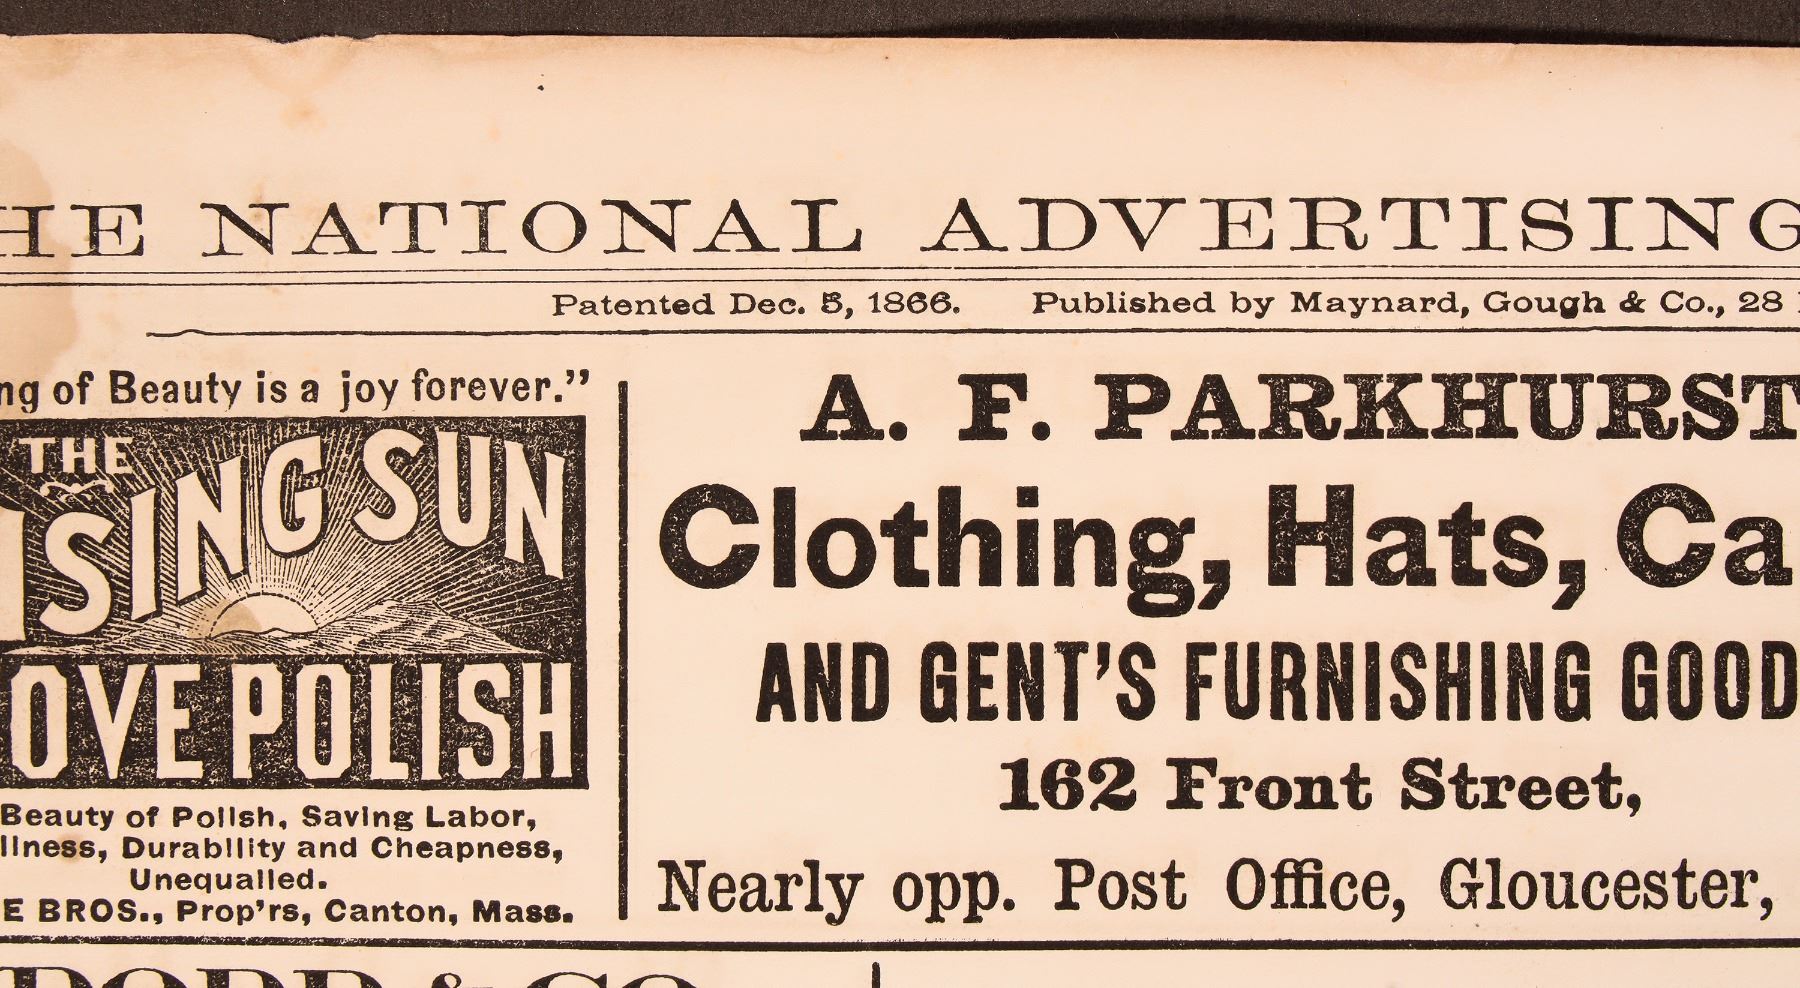 HE NATIONAL ADVERTISING
Patented Dec. 5, 1866. Published by Maynard, Gough & Co., 28
ng of Beauty is a joy forever.”
THE
SING SUN
OVE POLISH
Beauty of Polish, Saving Labor,
liness, Durability and Cheapness,
Unequalled.
E BROS., Prop'rs, Canton, Mass.
A. F. PARKHURST
Clothing, Hats, Ca
AND GENT'S FURNISHING GOOD
162 Front Street,
Nearly opp. Post Office, Gloucester,
& CO